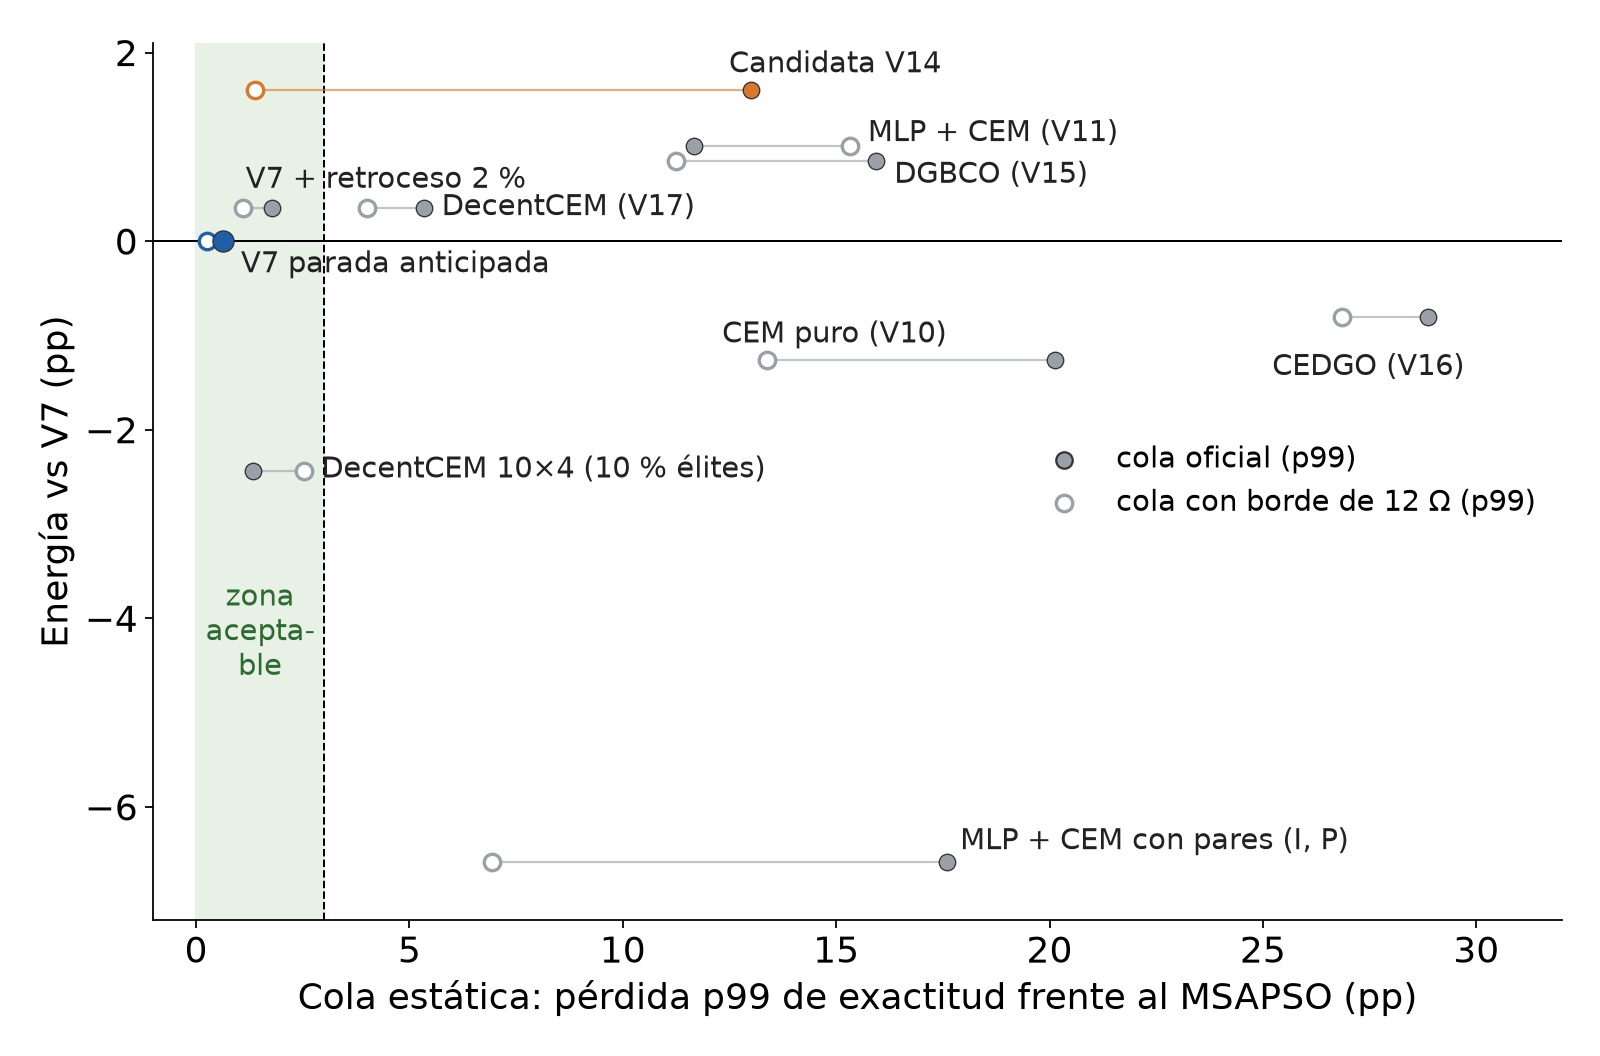 2
Candidata V14
MLP + CEM (V11)
DGBCO (V15)
V7 + retroceso 2 %
DecentCEM (V17)
0
V7 parada anticipada
CEM puro (V10)
CEDGO (V16)
−2
DecentCEM 10×4 (10 % élites)
cola oficial (p99)
cola con borde de 12 Ω (p99)
Energía vs V7 (pp)
zona
acepta-
ble
−4
−6
MLP + CEM con pares (I, P)
0 5 10 15 20 25 30
Cola estática: pérdida p99 de exactitud frente al MSAPSO (pp)